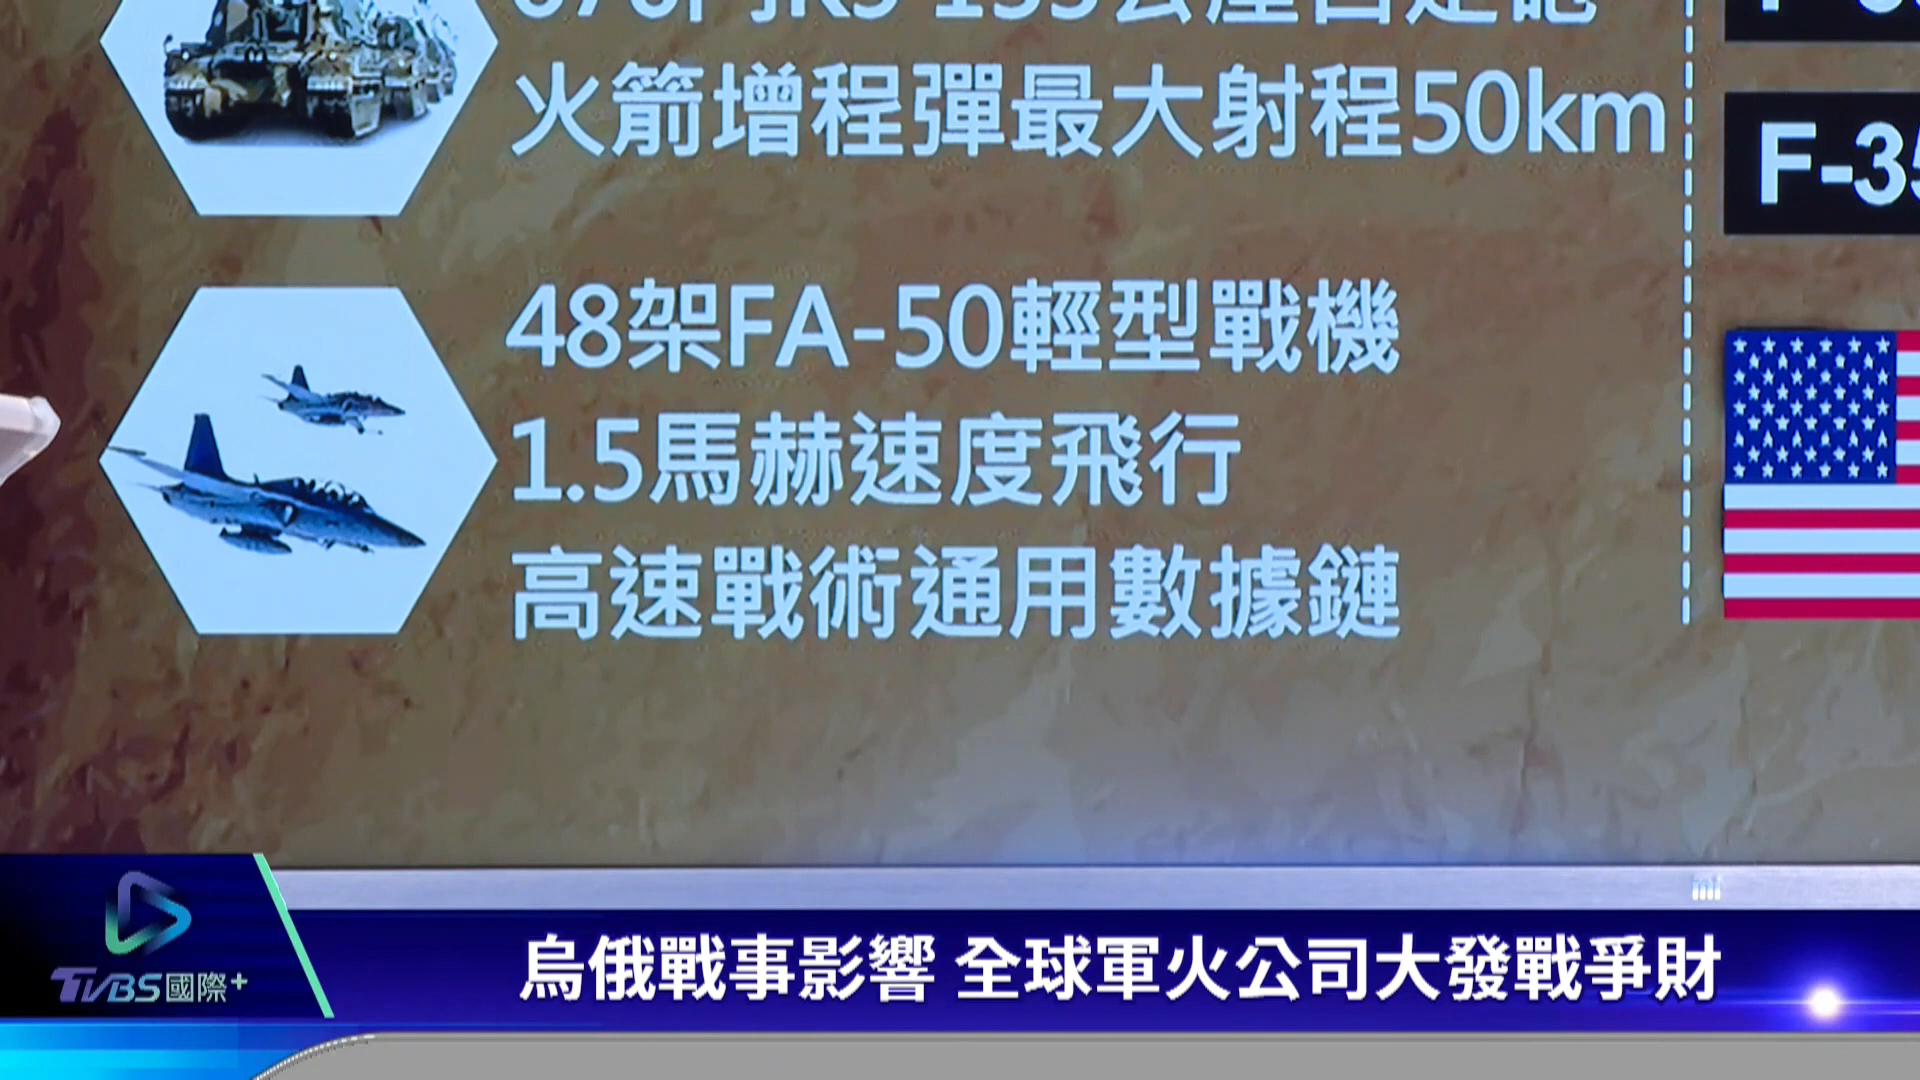 火箭增程彈最大射程50km
48架FA-50輕型戰機
1.5馬赫速度飛行
高速戰術通用數據鏈
F-35
mi
TVBS國際+
烏俄戰事影響 全球軍火公司大發戰爭財